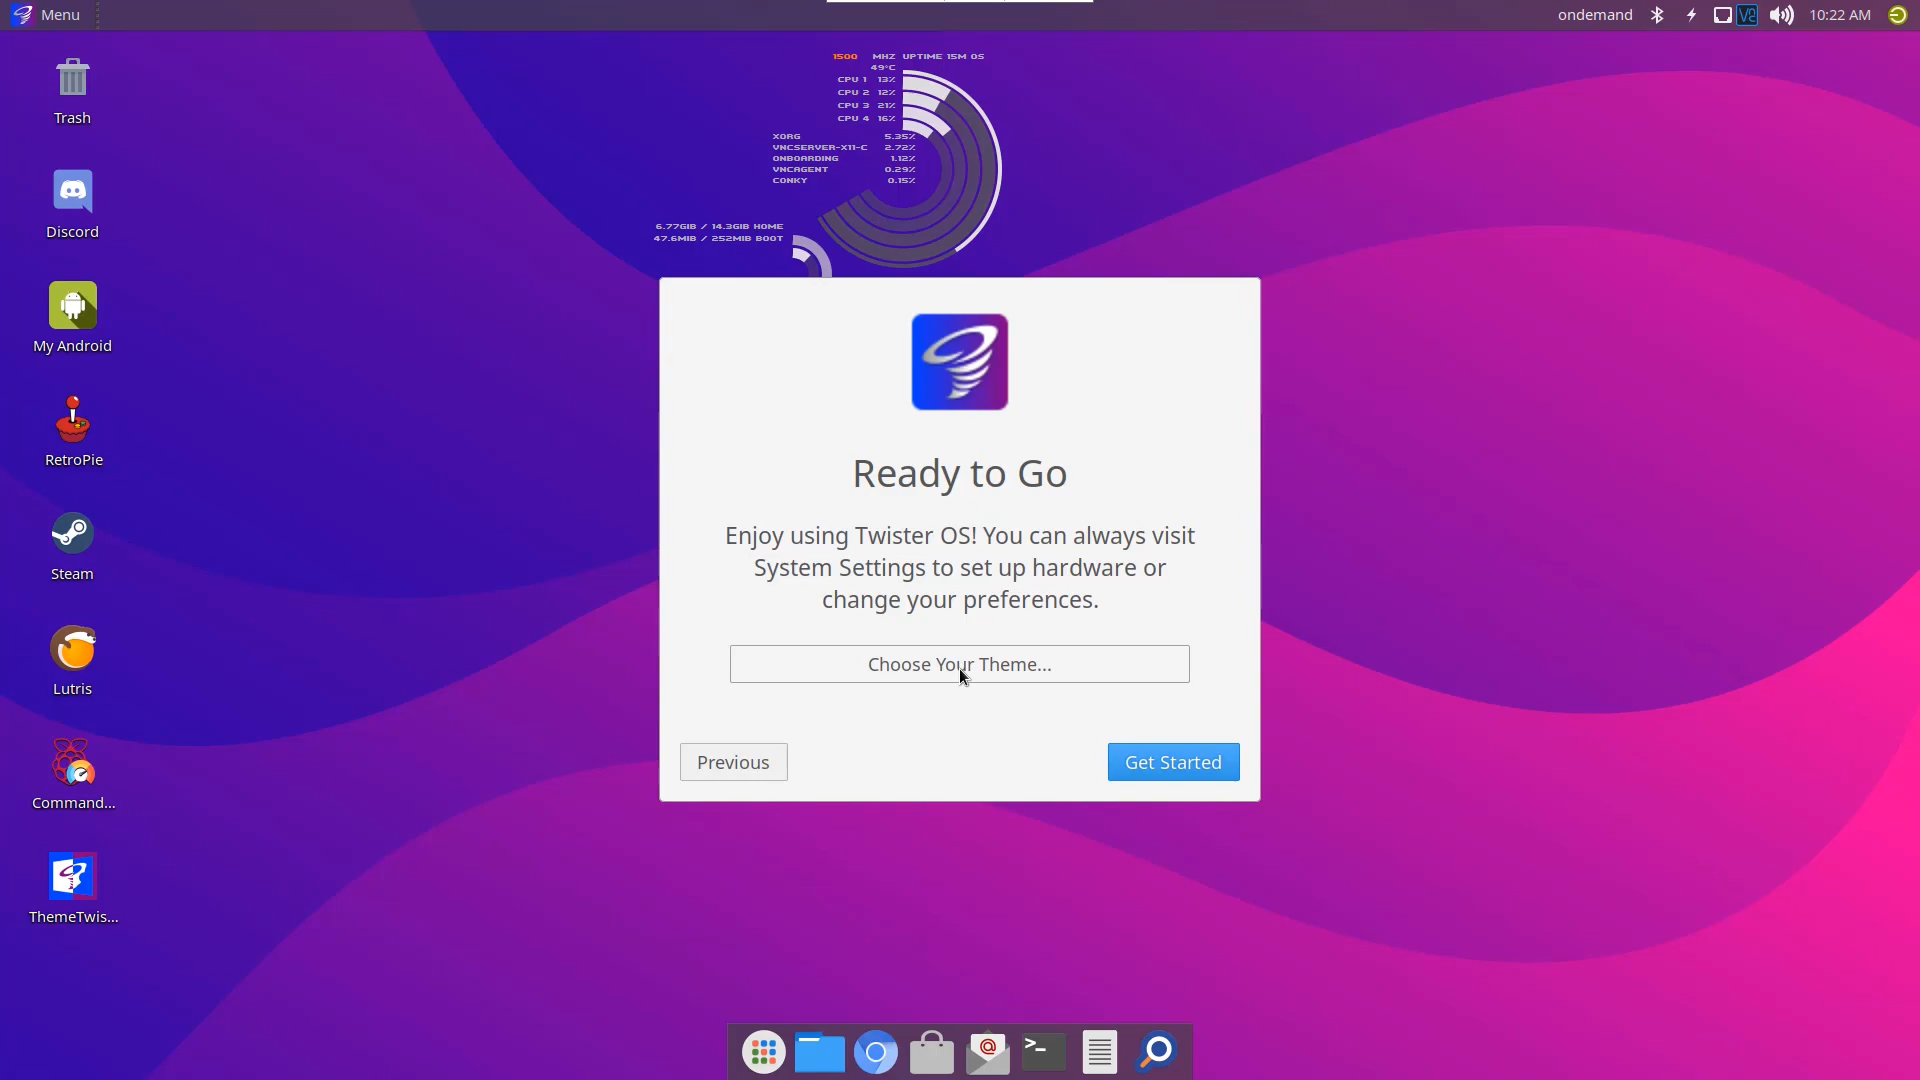 Menu
ondemand
V2
10:22 AM
1500 MHZ UPTIME 15M 0S
49°C
CPU 1 13%
CPU 2 12%
CPU 3 21%
CPU 4 16%
XORG 5.35%
VNCSERVER-X11-C 2.72%
ONBOARDING 1.12%
VNCAGENT 0.29%
CONKY 0.15%
6.77GIB / 14.3GIB HOME
47.6MIB / 252MIB BOOT
Trash
Discord
My Android
RetroPie
Steam
Lutris
Command...
ThemeTwis...
Ready to Go
Enjoy using Twister OS! You can always visit
System Settings to set up hardware or
change your preferences.
Choose Your Theme...
Previous
Get Started
@
>_